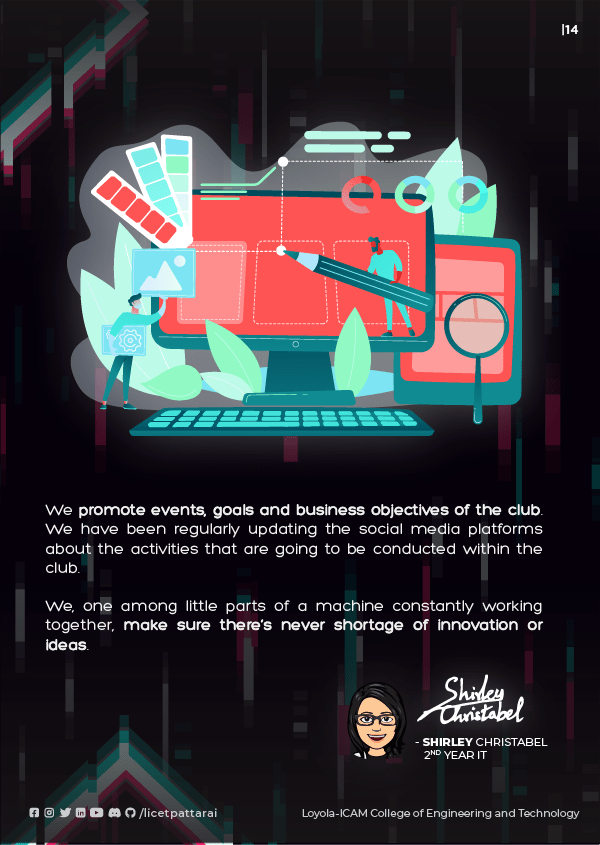 |14
We promote events, goals and business objectives of the club.
We have been regularly updating the social media platforms
about the activities that are going to be conducted within the
club.
We, one among little parts of a machine constantly working
together, make sure there's never shortage of innovation or
ideas.
Shirley
Christabel
- SHIRLEY CHRISTABEL
2ND YEAR IT
/licetpattarai
Loyola-ICAM College of Engineering and Technology